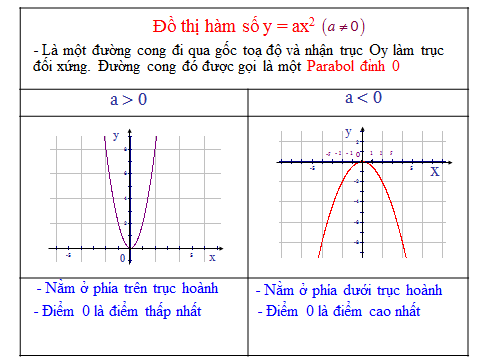 Đồ thị hàm số y = ax² (a ≠ 0)
- Là một đường cong đi qua gốc toạ độ và nhận trục Oy làm trục
đối xứng. Đường cong đó được gọi là một Parabol đỉnh 0
a > 0
a < 0
y
x
0
y
X
0
- Nằm ở phía trên trục hoành
- Điểm 0 là điểm thấp nhất
- Nằm ở phía dưới trục hoành
- Điểm 0 là điểm cao nhất